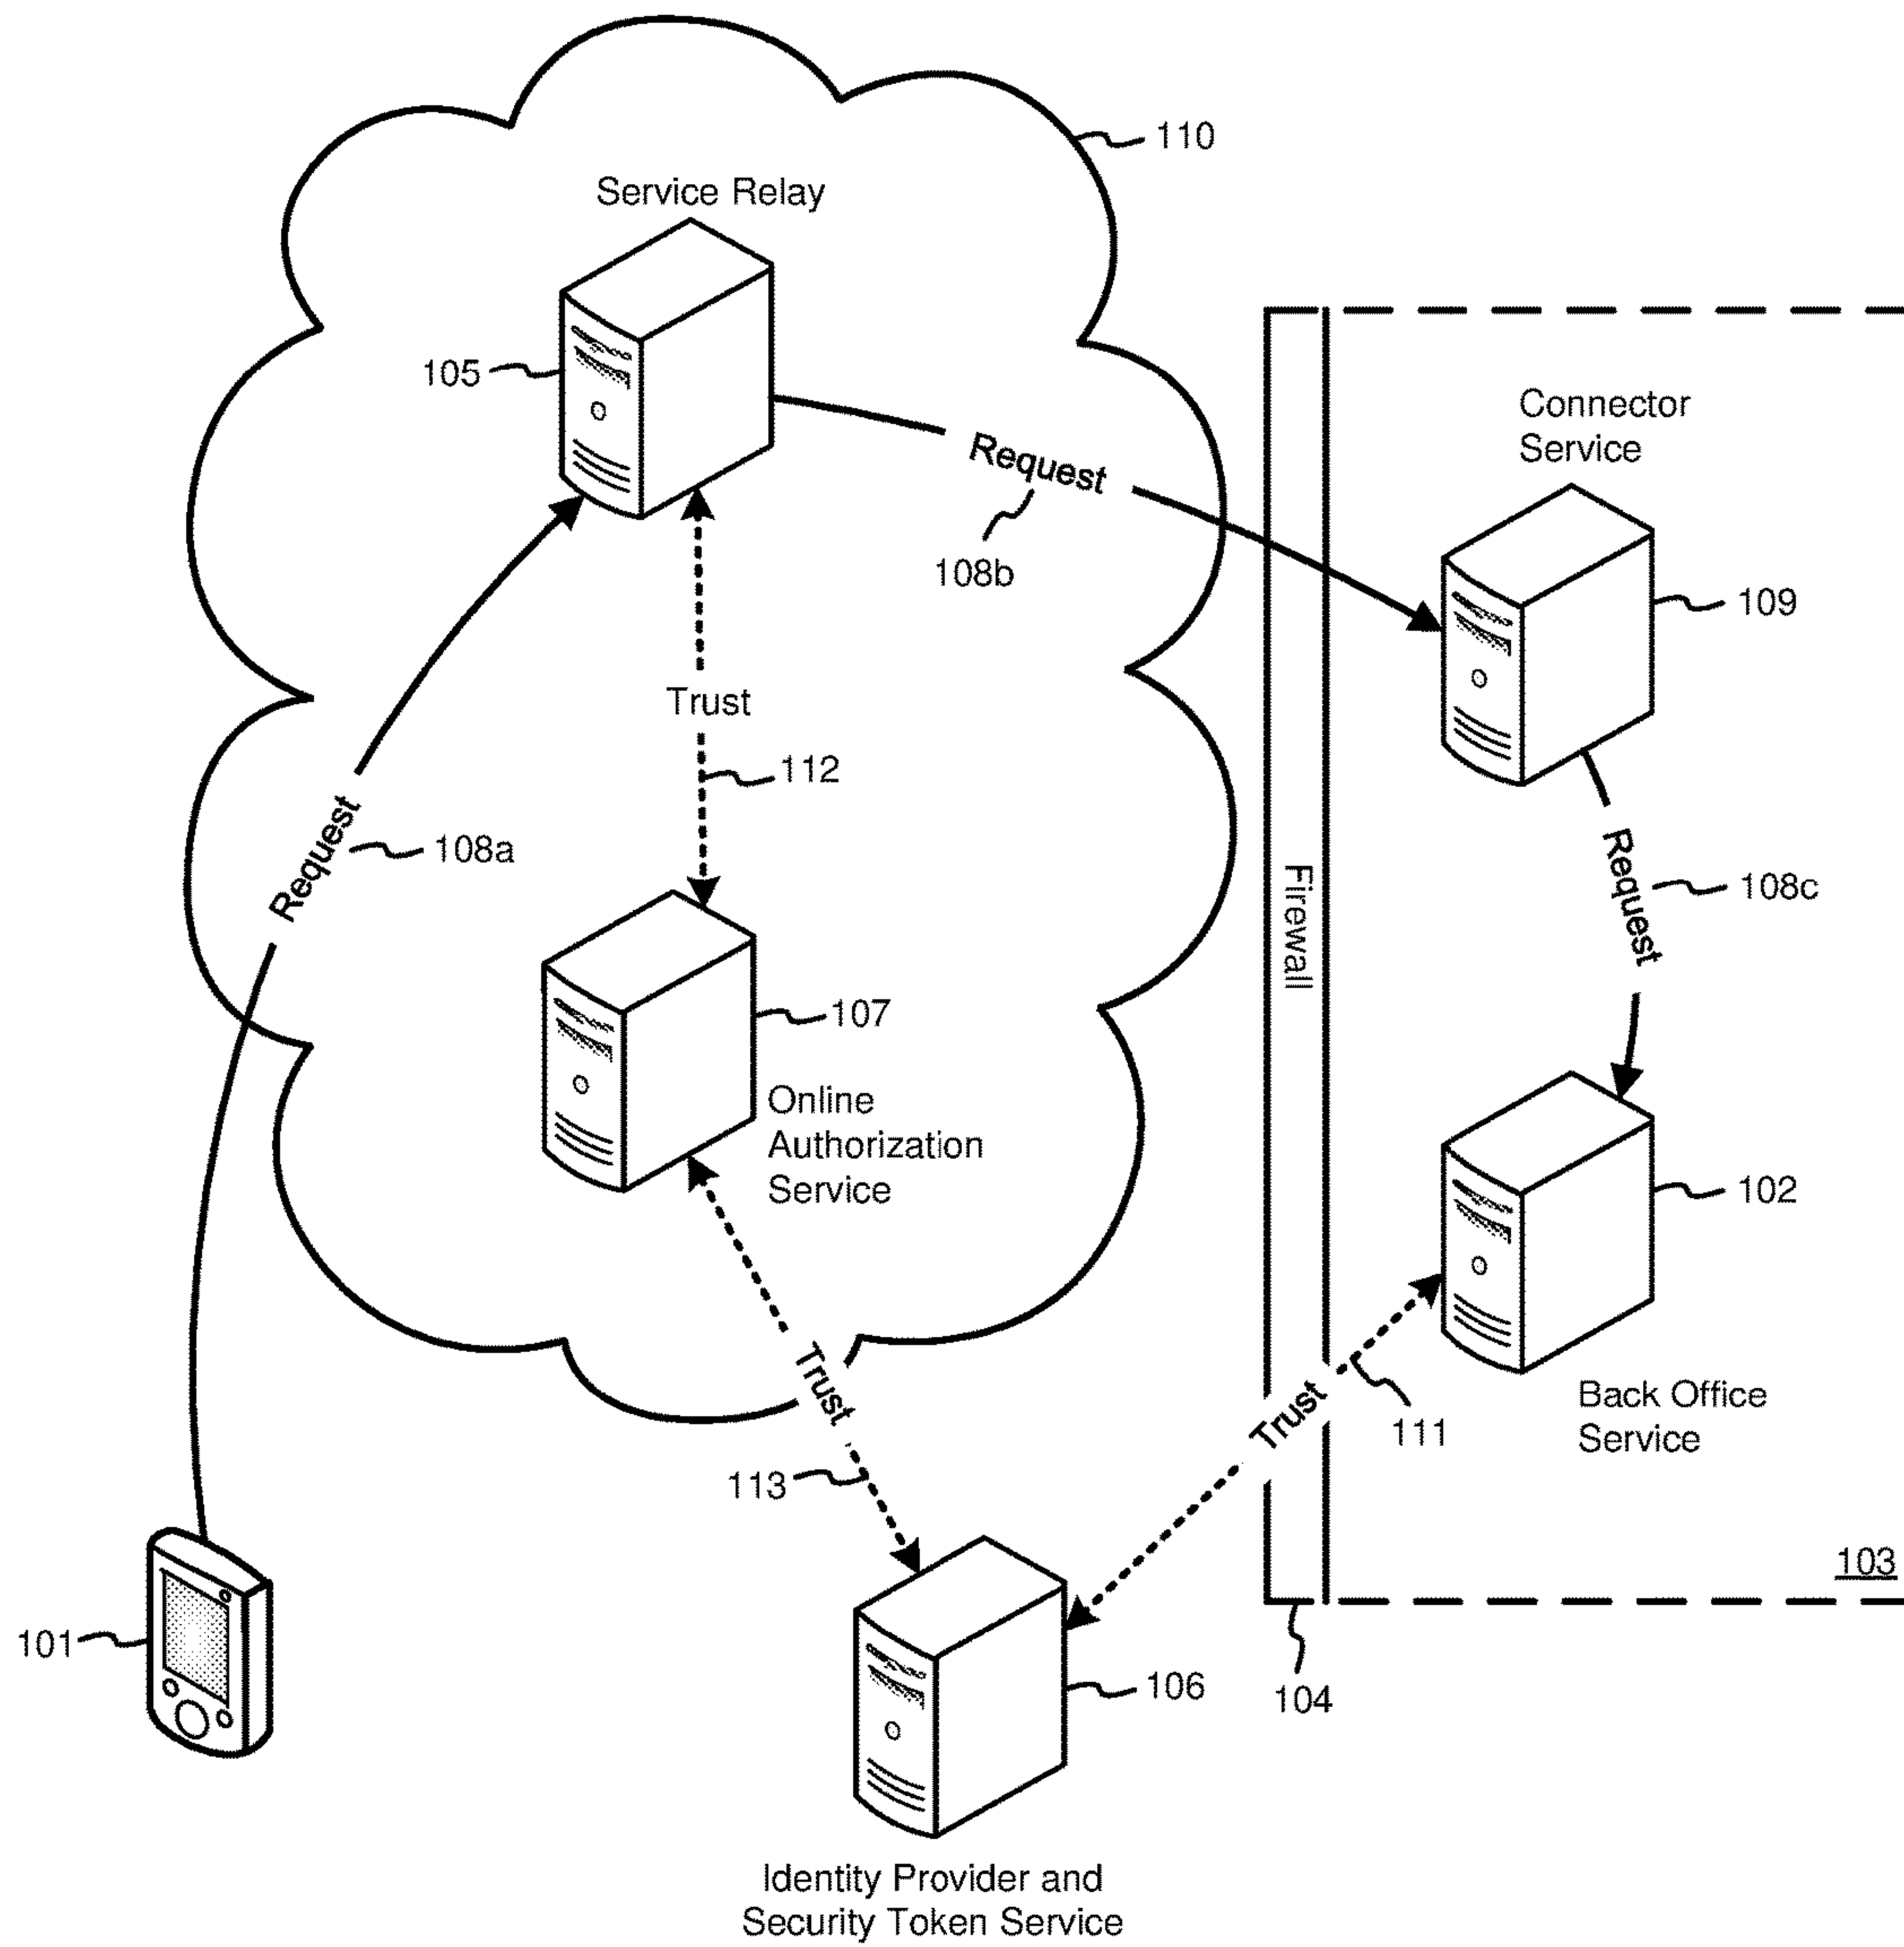 110
Service Relay
105
Connector
Service
Request
108b
109
Trust
112
Request
108a
Request
108c
Firewall
107
Online
Authorization
Service
102
Trust
Trust
111
Back Office
Service
113
103
101
106
104
Identity Provider and
Security Token Service